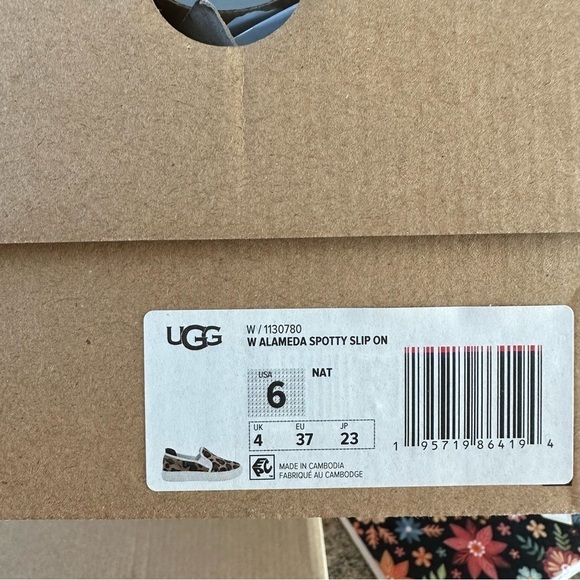 UGG
W / 1130780
W ALAMEDA SPOTTY SLIP ON
USA
6
NAT
UK EU JP
4 37 23
MADE IN CAMBODIA
FABRIQUÉ AU CAMBODGE
1 95719 86419 4